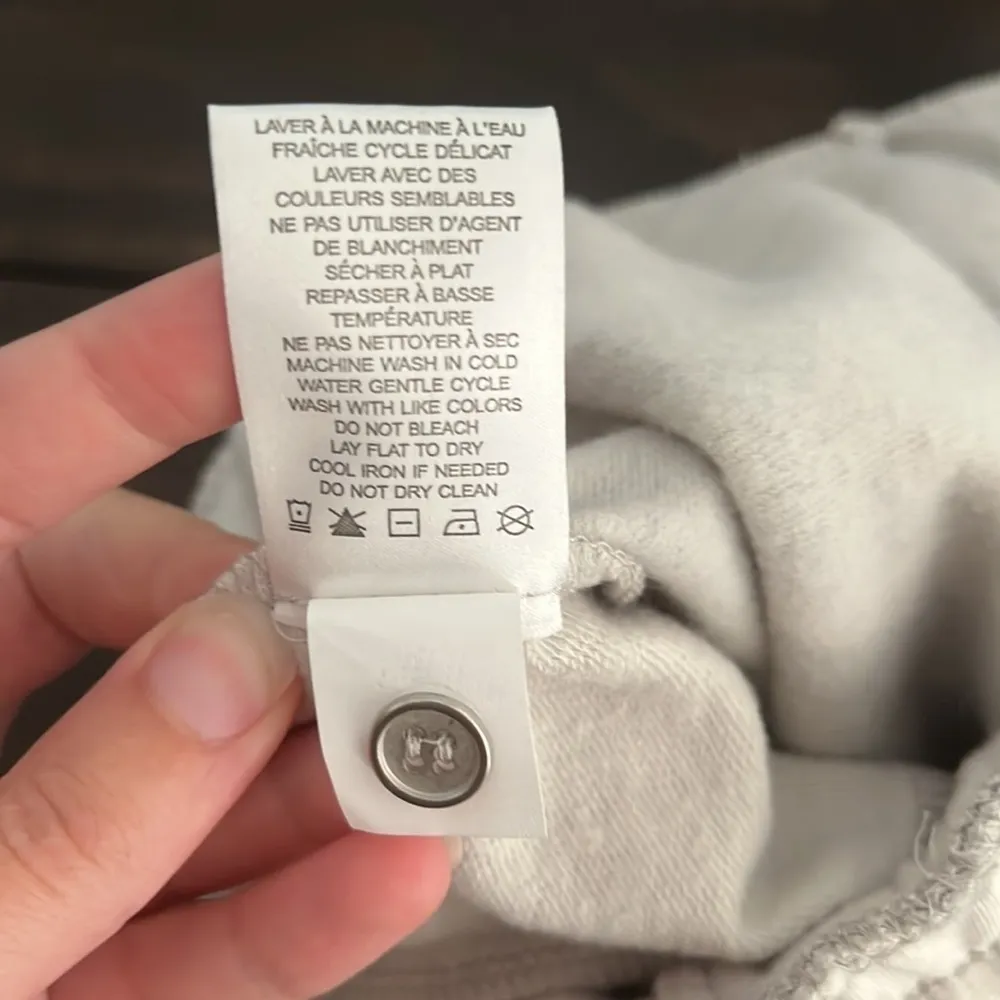 LAVER À LA MACHINE À L'EAU
FRAÎCHE CYCLE DÉLICAT
LAVER AVEC DES
COULEURS SEMBLABLES
NE PAS UTILISER D'AGENT
DE BLANCHIMENT
SÉCHER À PLAT
REPASSER À BASSE
TEMPÉRATURE
NE PAS NETTOYER À SEC
MACHINE WASH IN COLD
WATER GENTLE CYCLE
WASH WITH LIKE COLORS
DO NOT BLEACH
LAY FLAT TO DRY
COOL IRON IF NEEDED
DO NOT DRY CLEAN